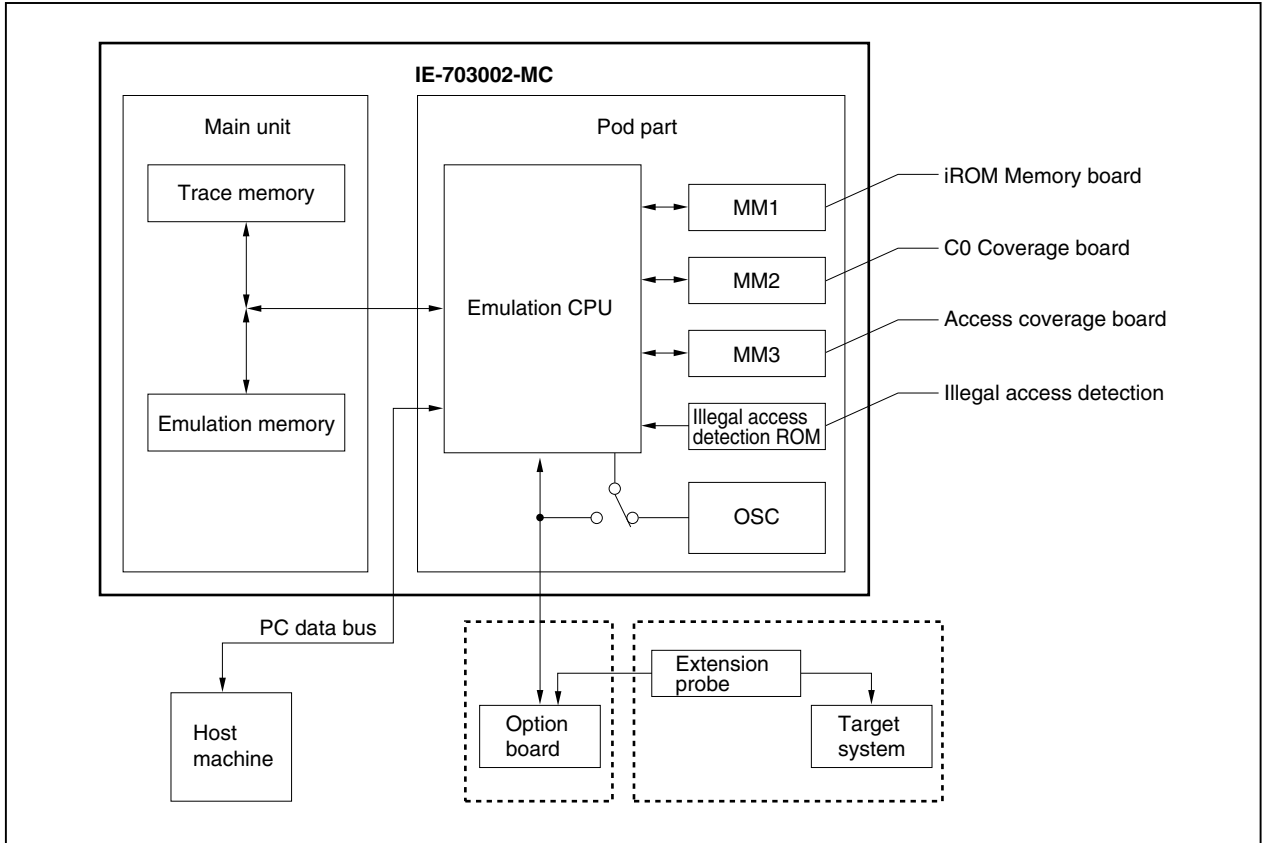 IE-703002-MC
Main unit
Pod part
Trace memory
Emulation memory
Emulation CPU
MM1
MM2
MM3
Illegal access
detection ROM
OSC
iROM Memory board
C0 Coverage board
Access coverage board
Illegal access detection
PC data bus
Host
machine
Option
board
Extension
probe
Target
system